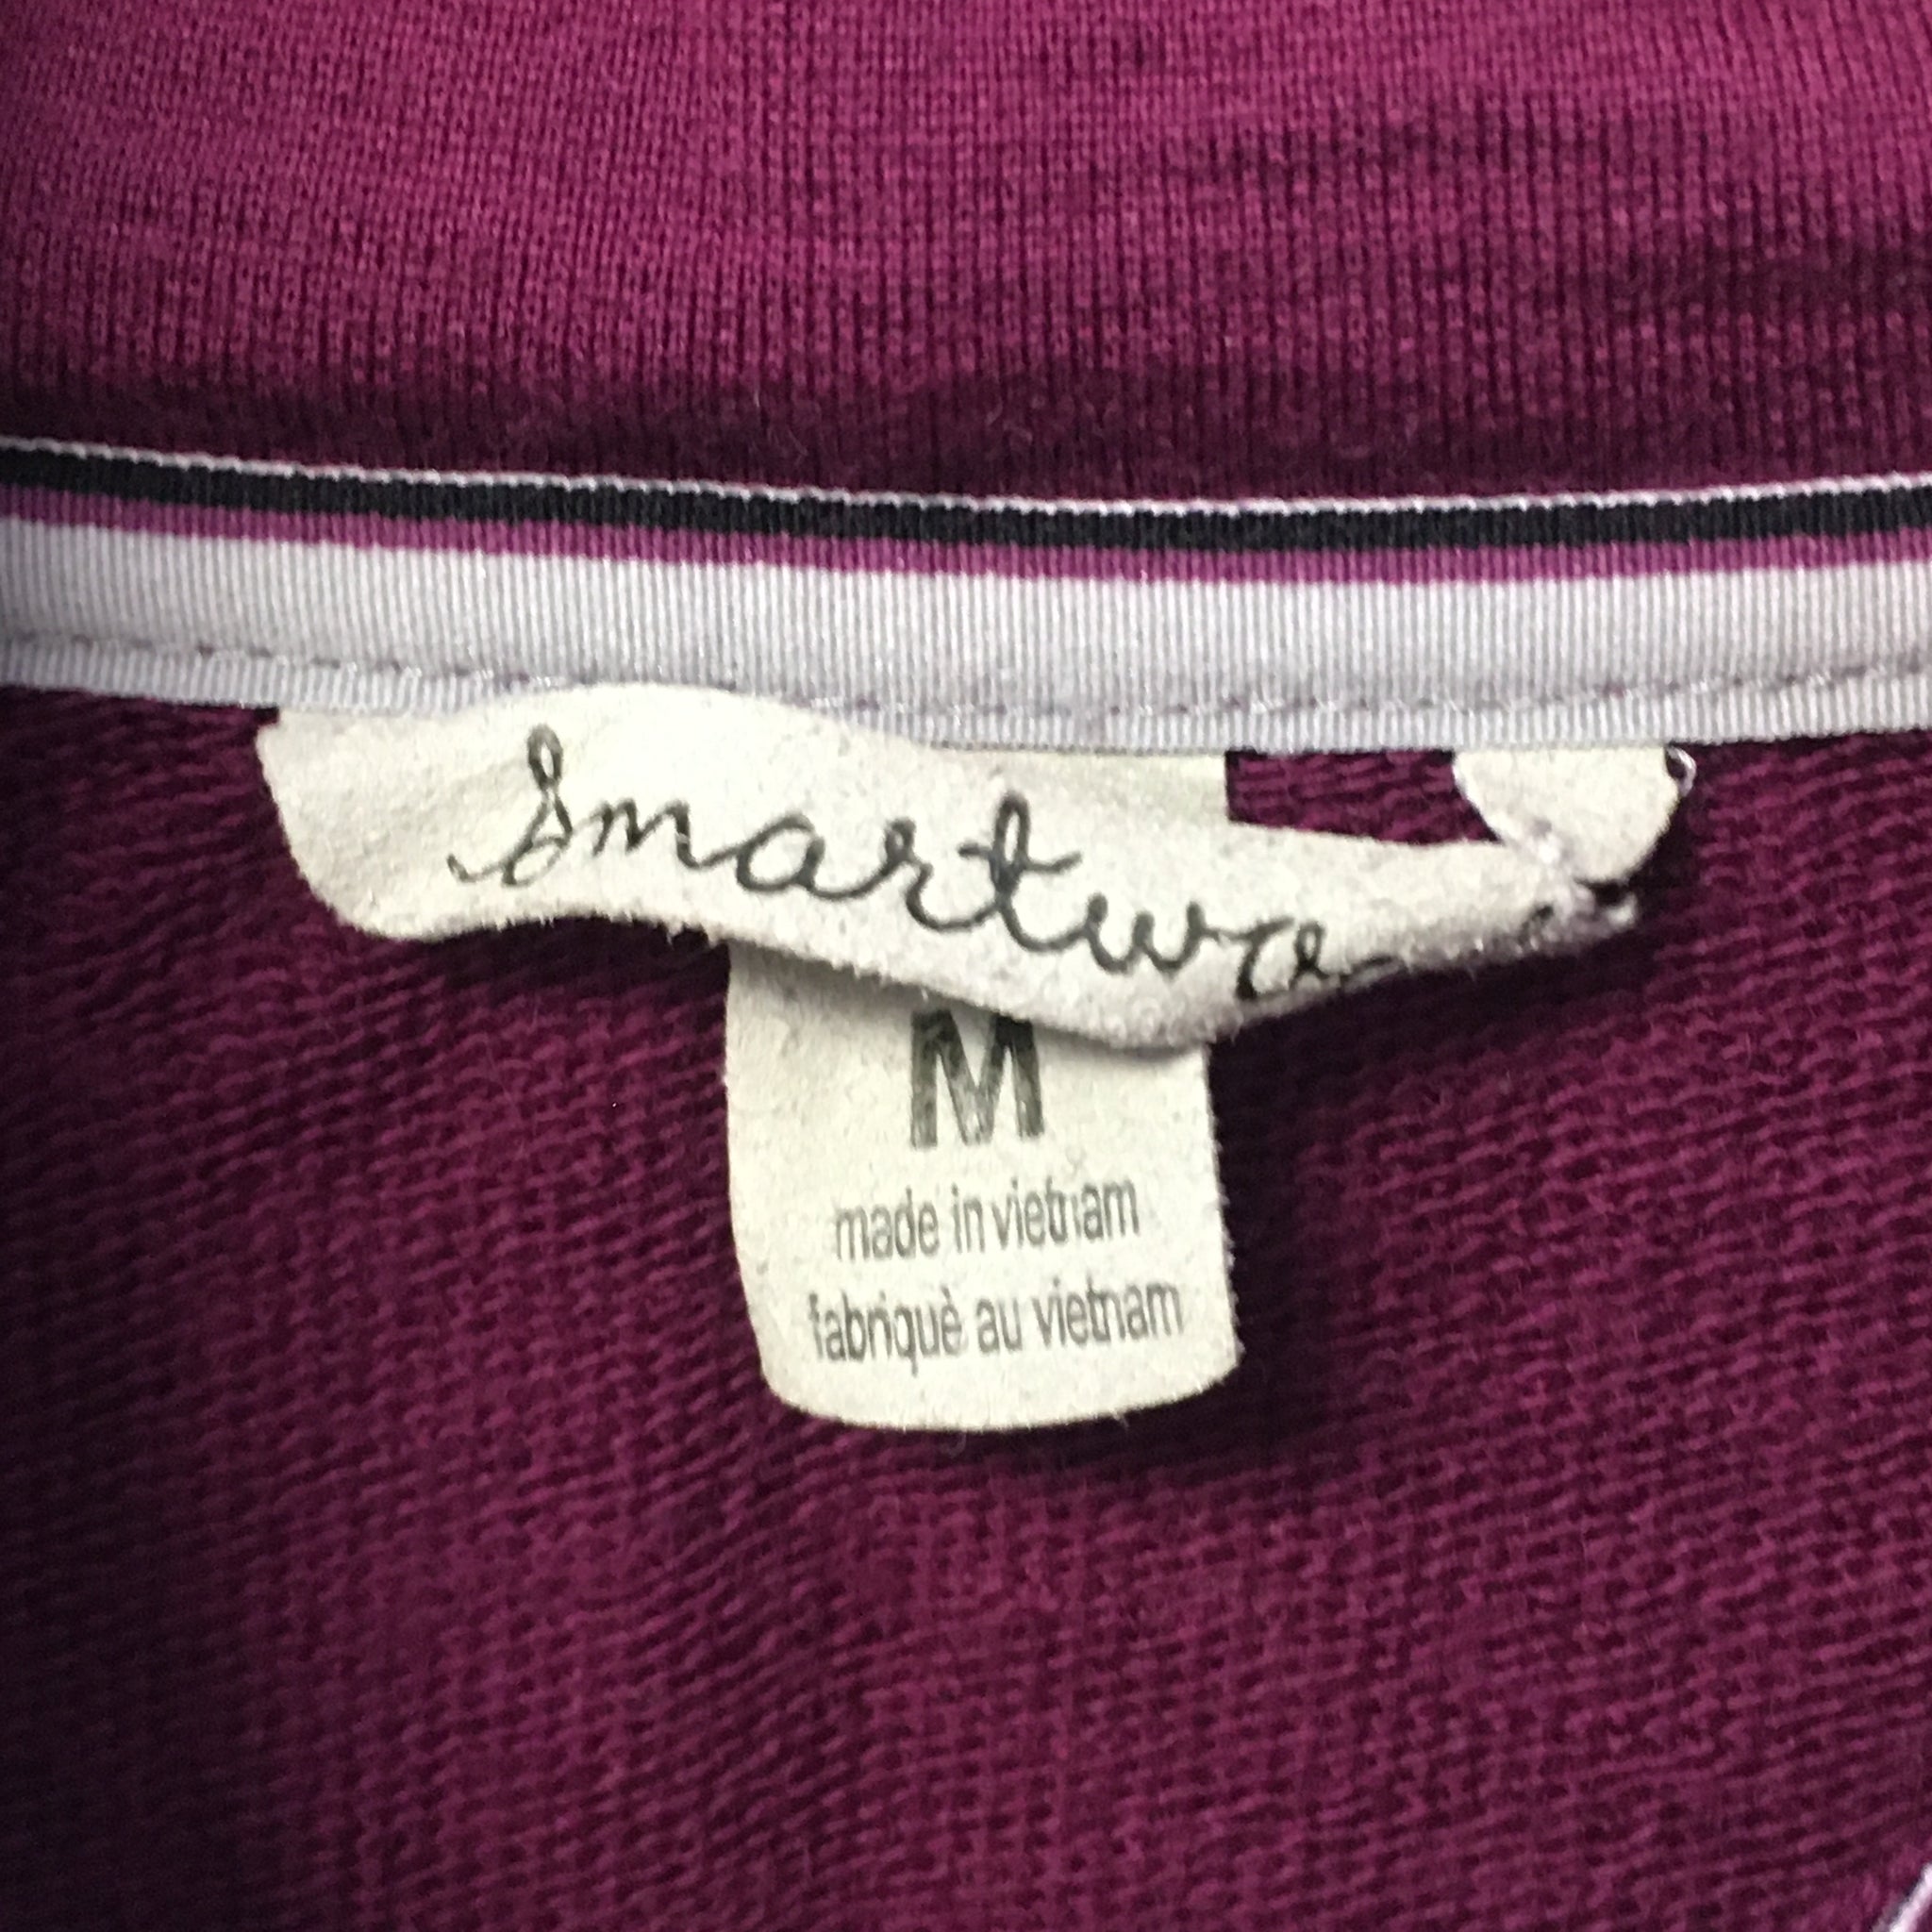 Smartwo
M
made in vietnam
fabriquè au vietnam